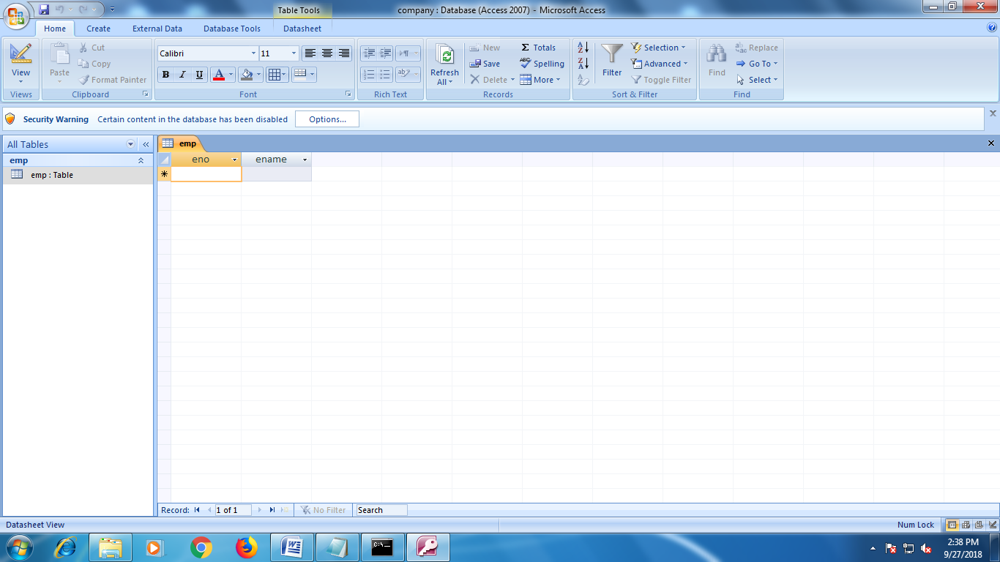 Table Tools
company : Database (Access 2007) - Microsoft Access
Home Create External Data Database Tools Datasheet
View
Views
Paste
Cut
Copy
Format Painter
Clipboard
Calibri 11
B I U A
Font
Rich Text
Refresh All
New
Save
Delete
Σ Totals
Spelling
More
Records
Filter
Selection
Advanced
Toggle Filter
Sort & Filter
Find
Replace
Go To
Select
Find
Security Warning Certain content in the database has been disabled Options...
All Tables
emp
emp : Table
emp
eno ename
Record: 1 of 1 No Filter Search
Datasheet View Num Lock
2:38 PM
9/27/2018